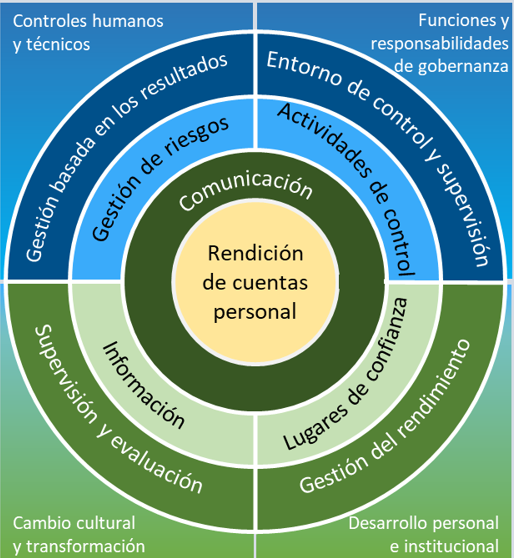 Controles humanos
y técnicos
Funciones y
responsabilidades
de gobernanza
Gestión basada en los resultados
Entorno de control y supervisión
Gestión de riesgos
Actividades de control
Comunicación
Rendición
de cuentas
personal
Información
Lugares de confianza
Supervisión y evaluación
Gestión del rendimiento
Cambio cultural
y transformación
Desarrollo personal
e institucional